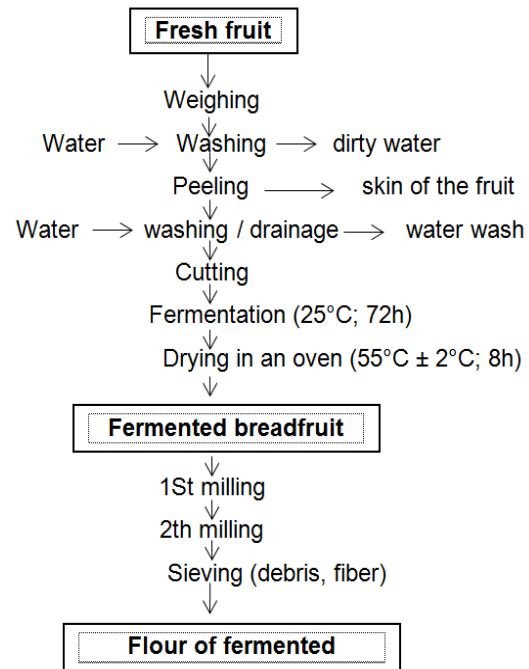 Fresh fruit
Weighing
Water Washing dirty water
Peeling skin of the fruit
Water washing / drainage water wash
Cutting
Fermentation (25°C; 72h)
Drying in an oven (55°C ± 2°C; 8h)
Fermented breadfruit
1St milling
2th milling
Sieving (debris, fiber)
Flour of fermented